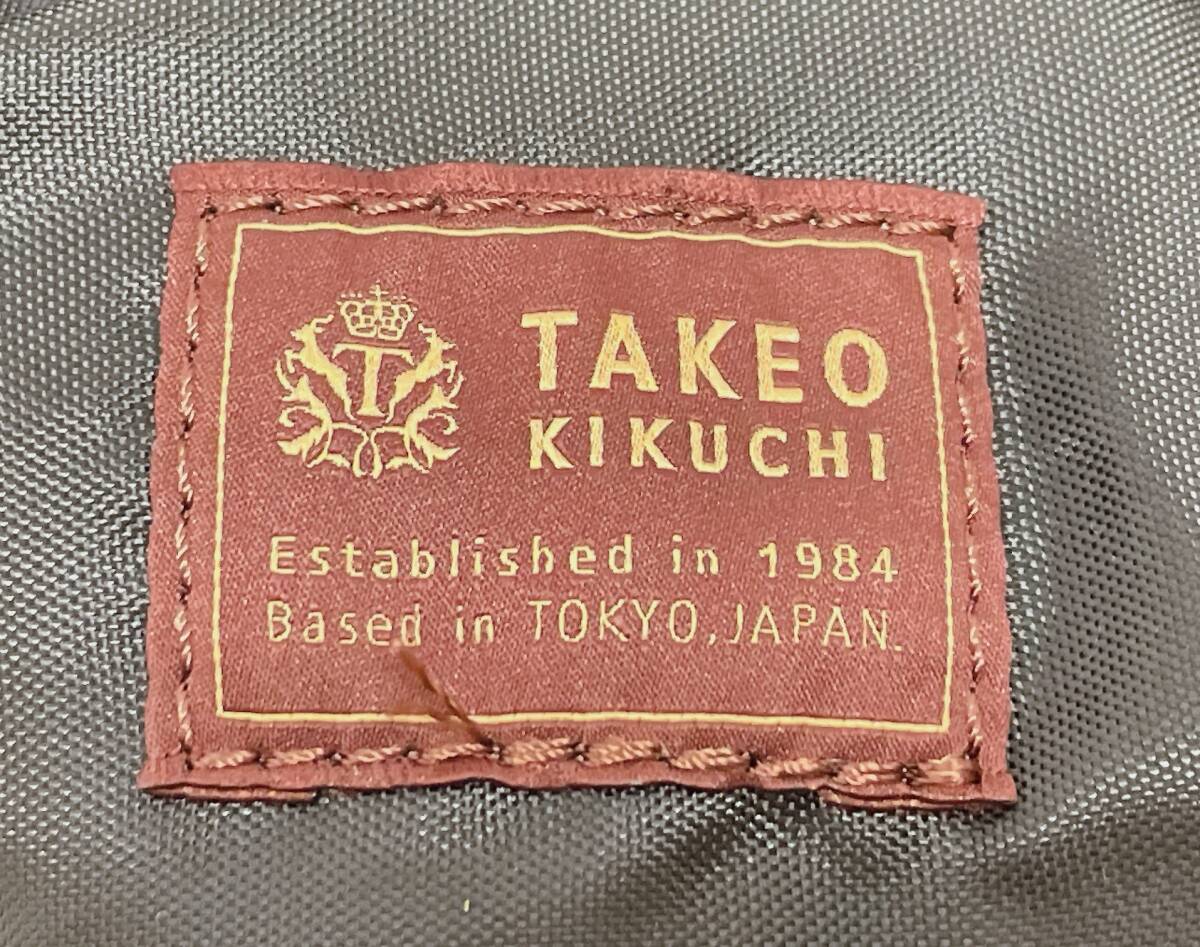 T
TAKEO
KIKUCHI
Established in 1984
Based in TOKYO,JAPAN.